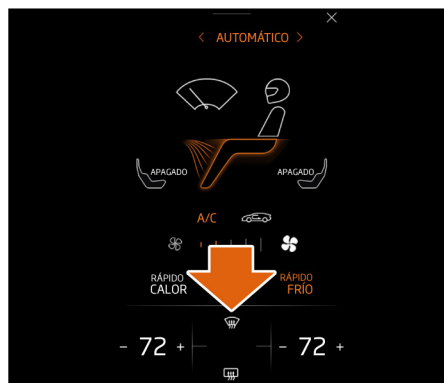 < AUTOMÁTICO >
APAGADO APAGADO
A/C
RÁPIDO RÁPIDO
CALOR FRÍO
- 72 + - 72 +